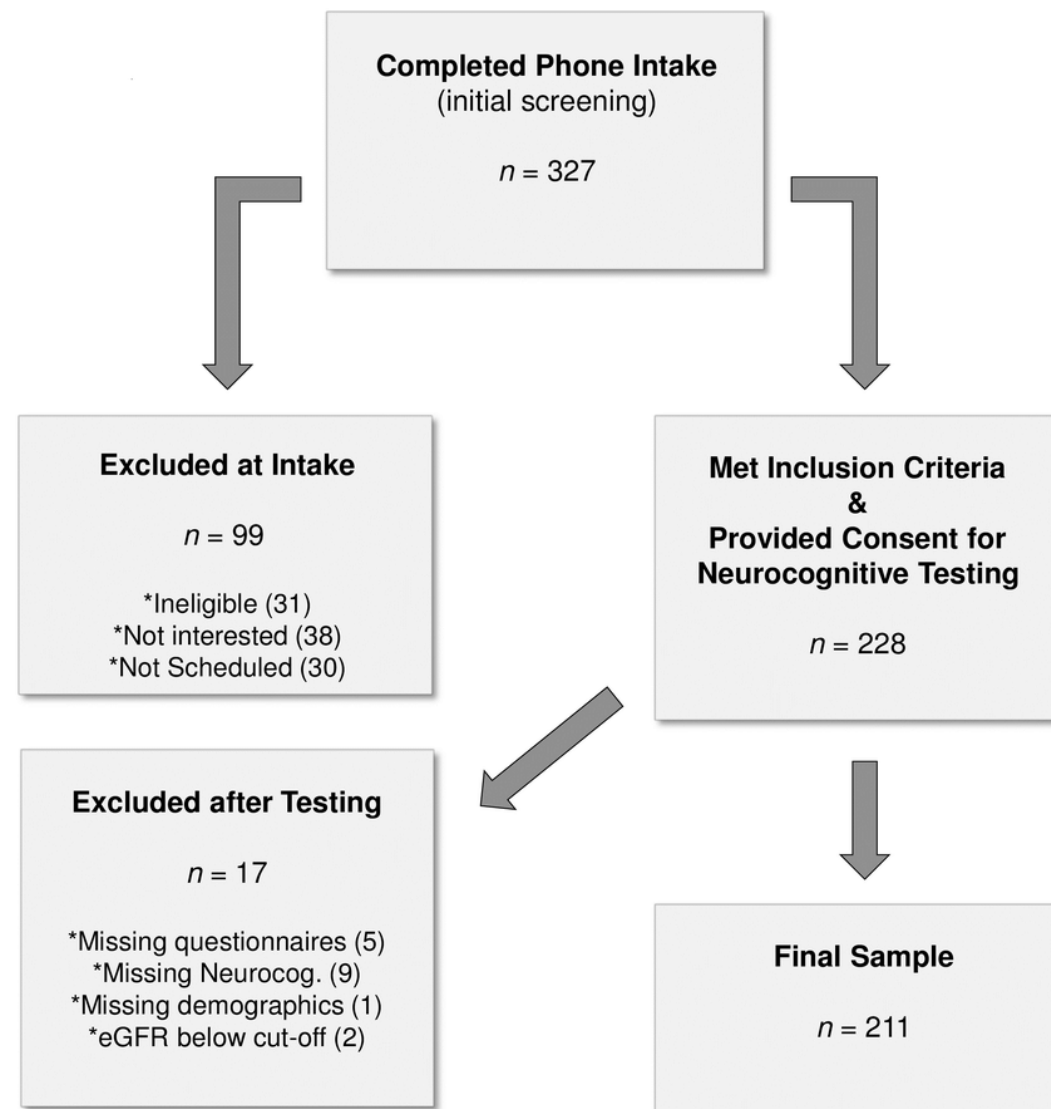 Completed Phone Intake
(initial screening)
n = 327
Excluded at Intake
n = 99
*Ineligible (31)
*Not interested (38)
*Not Scheduled (30)
Met Inclusion Criteria
&
Provided Consent for
Neurocognitive Testing
n = 228
Excluded after Testing
n = 17
*Missing questionnaires (5)
*Missing Neurocog. (9)
*Missing demographics (1)
*eGFR below cut-off (2)
Final Sample
n = 211